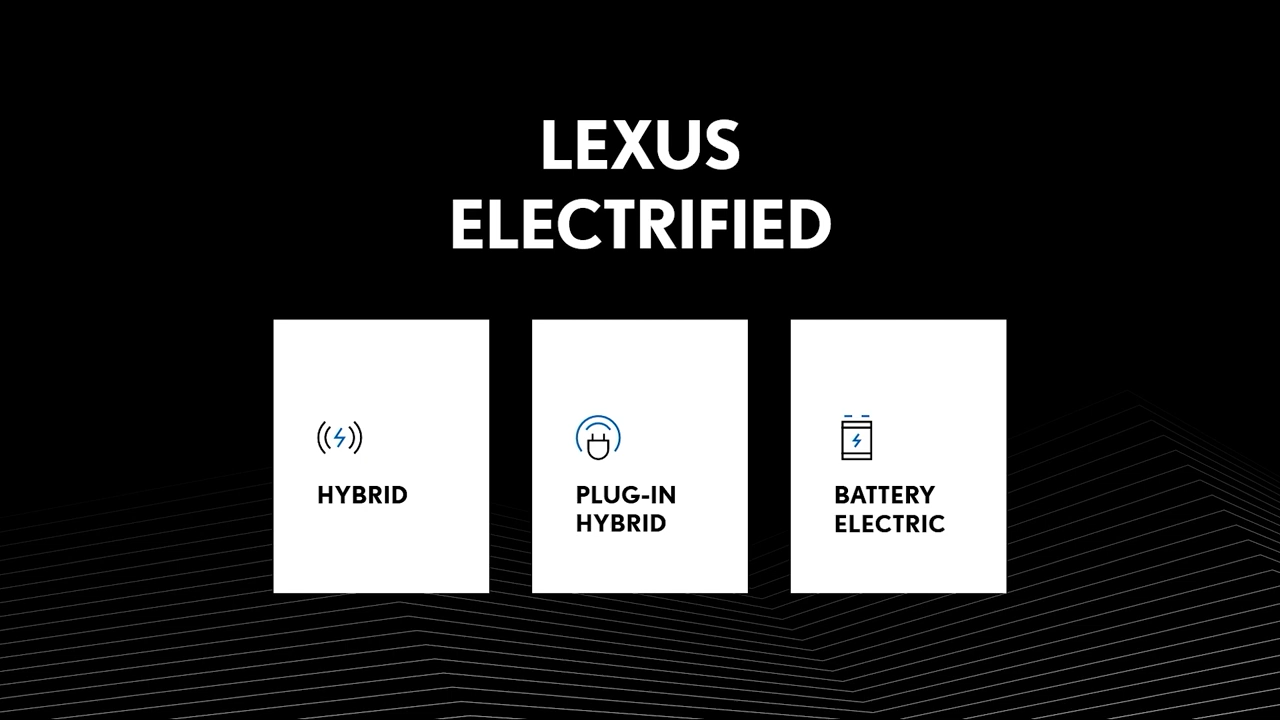 LEXUS
ELECTRIFIED
HYBRID
PLUG-IN
HYBRID
BATTERY
ELECTRIC